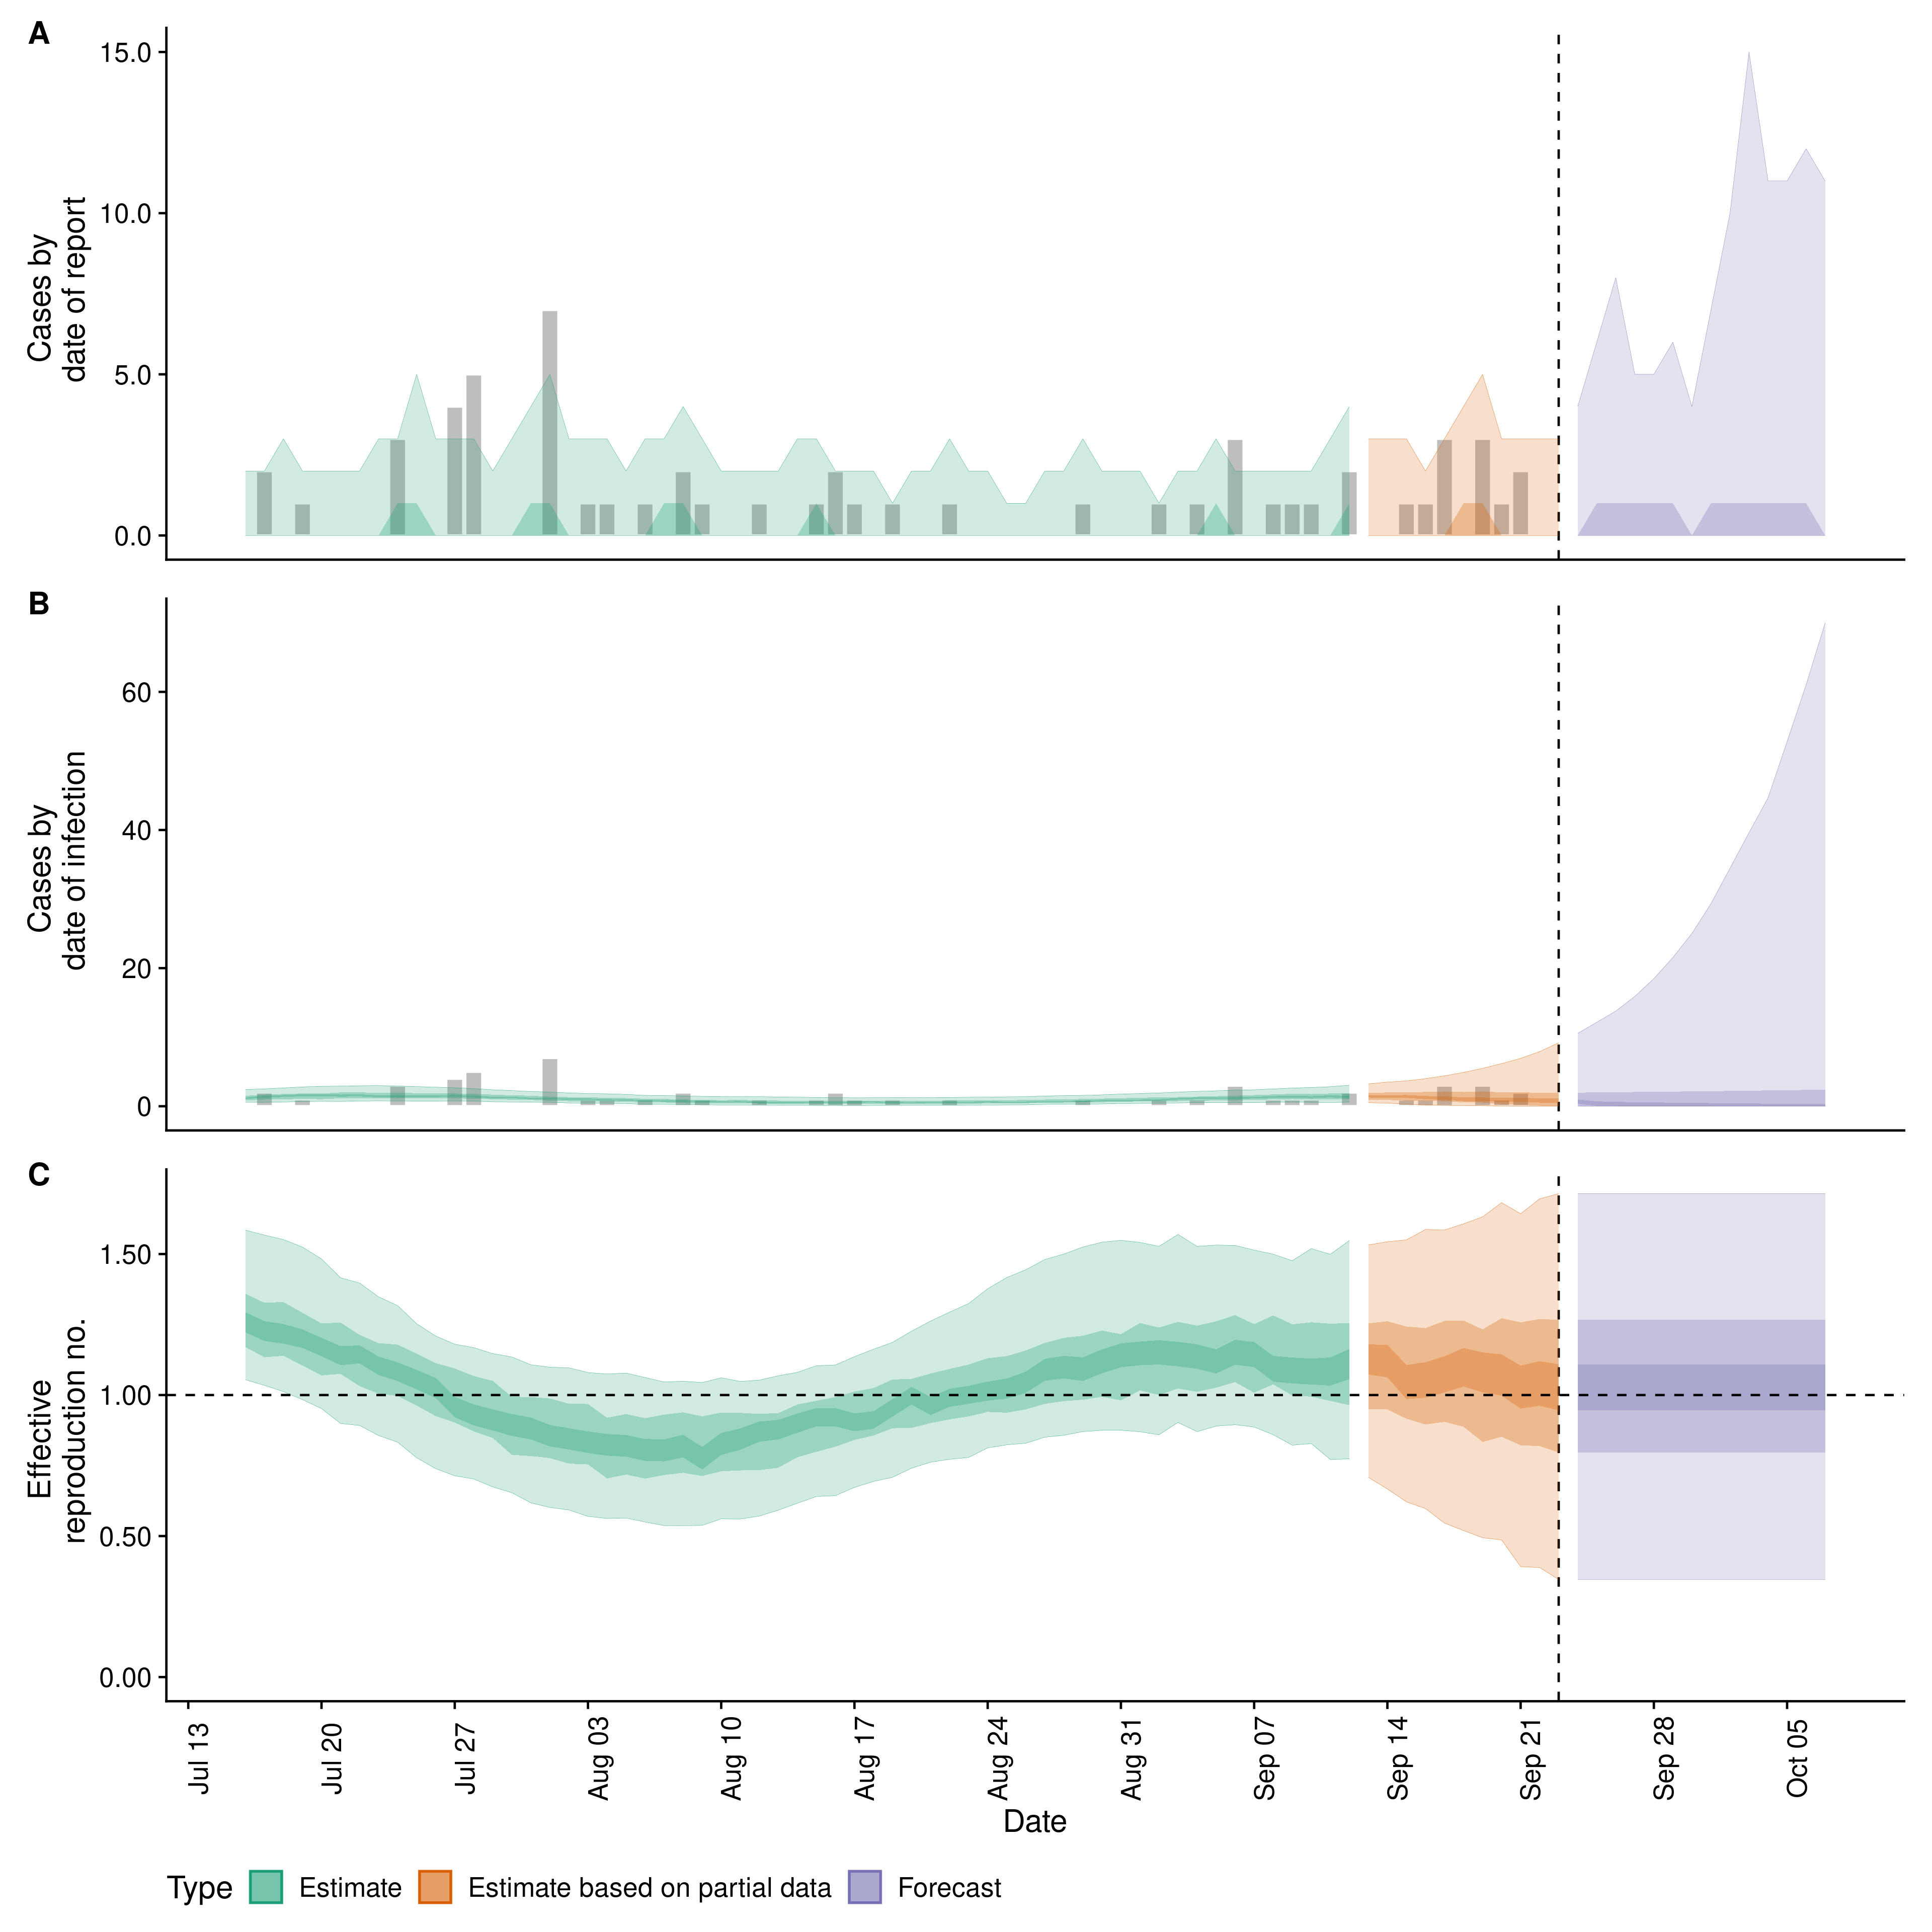 A
Cases by
date of report
15.0
10.0
5.0
0.0
B
Cases by
date of infection
60
40
20
0
C
Effective
reproduction no.
1.50
1.00
0.50
0.00
Jul 13
Jul 20
Jul 27
Aug 03
Aug 10
Aug 17
Aug 24
Aug 31
Sep 07
Sep 14
Sep 21
Sep 28
Oct 05
Date
Type Estimate Estimate based on partial data Forecast